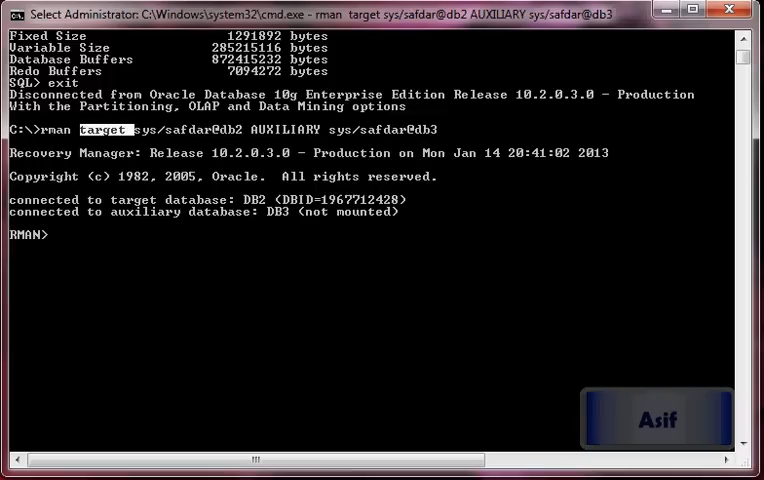 Select Administrator: C:\Windows\system32\cmd.exe - rman  target sys/safdar@db2 AUXILIARY sys/safdar@db3
Fixed Size                  1291892 bytes
Variable Size             285215116 bytes
Database Buffers          872415232 bytes
Redo Buffers                7094272 bytes
SQL> exit
Disconnected from Oracle Database 10g Enterprise Edition Release 10.2.0.3.0 - Production
With the Partitioning, OLAP and Data Mining options
C:\>rman target sys/safdar@db2 AUXILIARY sys/safdar@db3
Recovery Manager: Release 10.2.0.3.0 - Production on Mon Jan 14 20:41:02 2013
Copyright (c) 1982, 2005, Oracle.  All rights reserved.
connected to target database: DB2 (DBID=1967712428)
connected to auxiliary database: DB3 (not mounted)
RMAN>
Asif